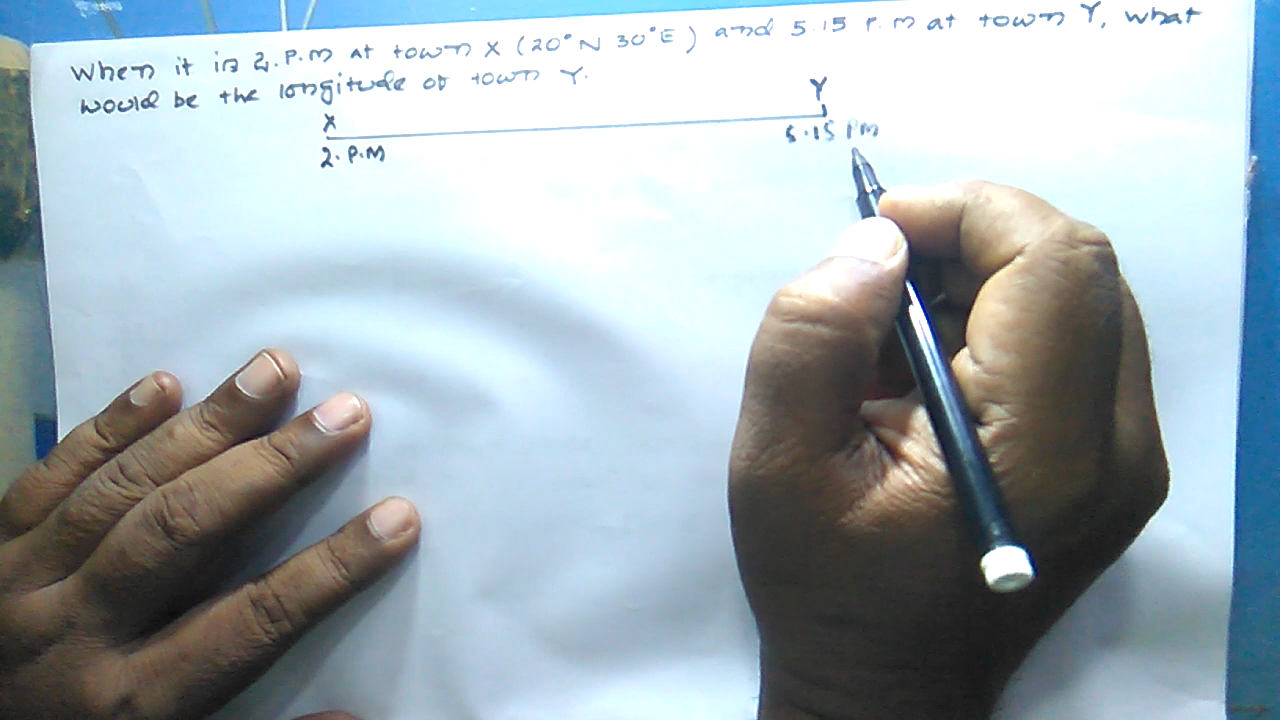 When it is 2. P.M at town X (20° N 30°E) and 5.15 P.M at town Y, what
would be the longitude of town Y.
X Y
2. P.M 5.15 PM